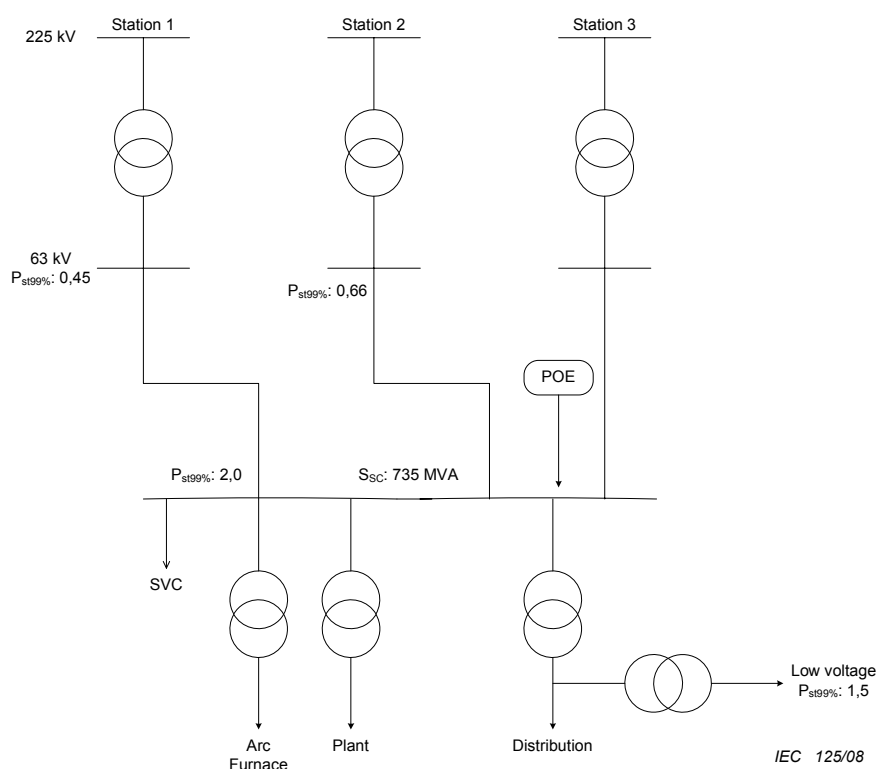 Station 1
Station 2
Station 3
225 kV
63 kV
Pst99%: 0,45
Pst99%: 0,66
POE
Pst99%: 2,0
SSC: 735 MVA
SVC
Low voltage
Pst99%: 1,5
Arc
Furnace
Plant
Distribution
IEC 125/08